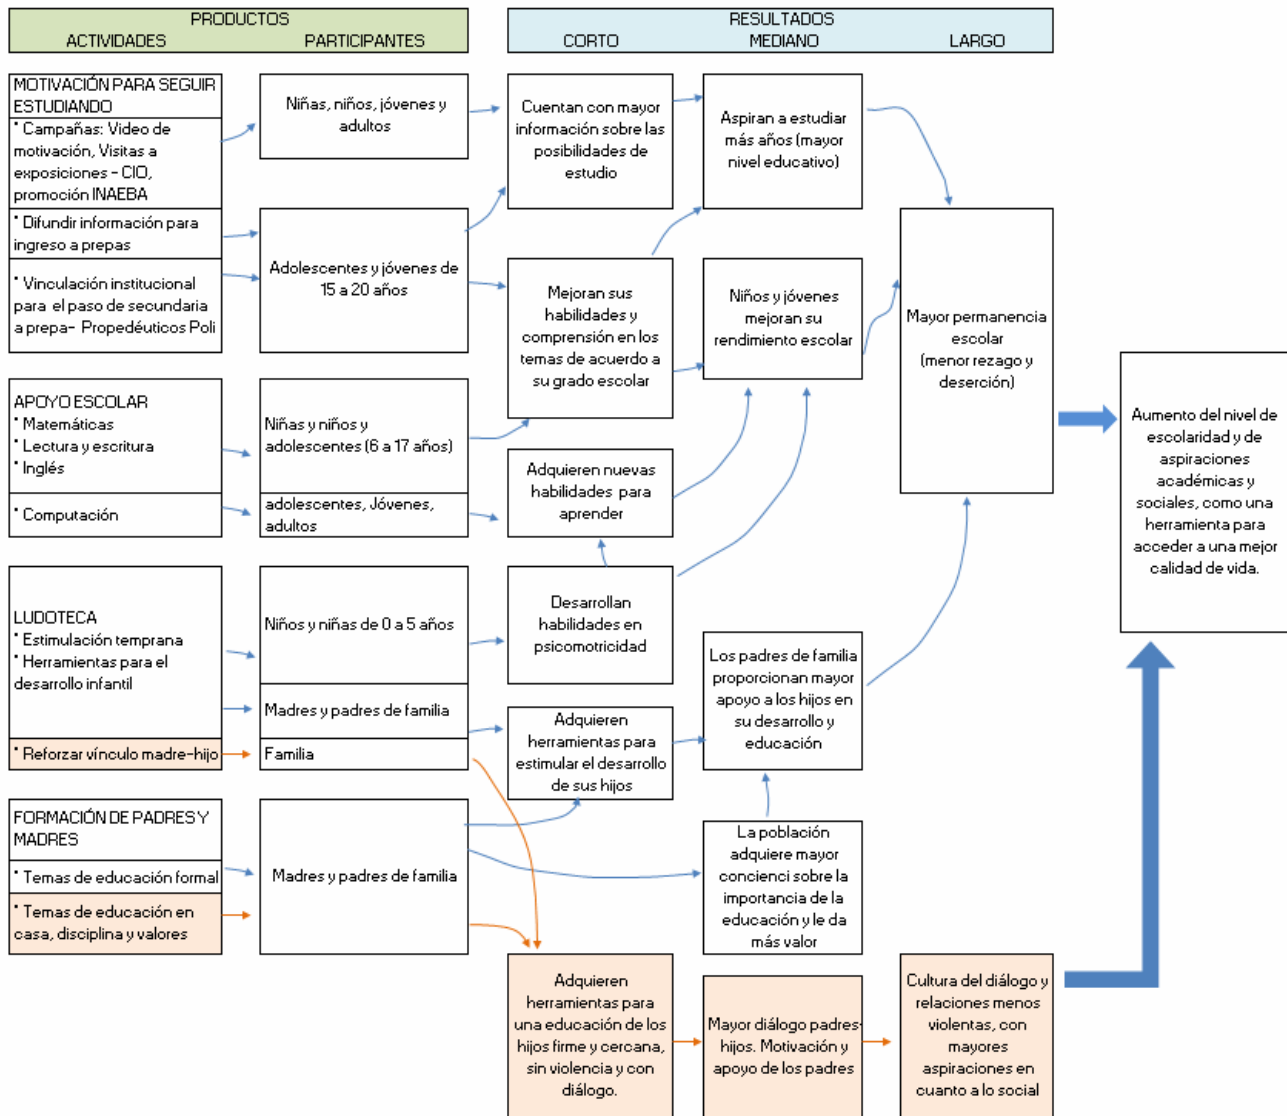 PRODUCTOS
ACTIVIDADES
PARTICIPANTES
RESULTADOS
CORTO
MEDIANO
LARGO
MOTIVACIÓN PARA SEGUIR
ESTUDIANDO
* Campañas: Video de
motivación, Visitas a
exposiciones - CIO,
promoción INAEBA
* Difundir información para
ingreso a prepas
* Vinculación institucional
para el paso de secundaria
a prepa- Propedéuticos Poli
Niñas, niños, jóvenes y
adultos
Adolescentes y jóvenes de
15 a 20 años
Cuentan con mayor
información sobre las
posibilidades de
estudio
Aspiran a estudiar
más años (mayor
nivel educativo)
Mejoran sus
habilidades y
comprensión en los
temas de acuerdo a
su grado escolar
Niños y jóvenes
mejoran su
rendimiento escolar
Mayor permanencia
escolar
(menor rezago y
deserción)
Aumento del nivel de
escolaridad y de
aspiraciones
académicas y
sociales, como una
herramienta para
acceder a una mejor
calidad de vida.
APOYO ESCOLAR
* Matemáticas
* Lectura y escritura
* Inglés
* Computación
Niñas y niños y
adolescentes (6 a 17 años)
adolescentes, Jóvenes,
adultos
Adquieren nuevas
habilidades para
aprender
LUDOTECA
* Estimulación temprana
* Herramientas para el
desarrollo infantil
* Reforzar vínculo madre-hijo
Niños y niñas de 0 a 5 años
Madres y padres de familia
Familia
Desarrollan
habilidades en
psicomotricidad
Adquieren
herramientas para
estimular el desarrollo
de sus hijos
Los padres de familia
proporcionan mayor
apoyo a los hijos en
su desarrollo y
educación
FORMACIÓN DE PADRES Y
MADRES
* Temas de educación formal
* Temas de educación en
casa, disciplina y valores
Madres y padres de familia
La población
adquiere mayor
concienci sobre la
importancia de la
educación y le da
más valor
Adquieren
herramientas para
una educación de los
hijos firme y cercana,
sin violencia y con
diálogo.
Mayor diálogo padres-
hijos. Motivación y
apoyo de los padres
Cultura del diálogo y
relaciones menos
violentas, con
mayores
aspiraciones en
cuanto a lo social